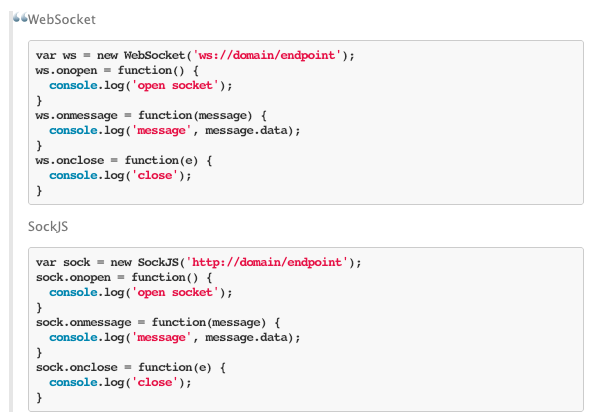 WebSocket
var ws = new WebSocket('ws://domain/endpoint');
ws.onopen = function() {
  console.log('open socket');
}
ws.onmessage = function(message) {
  console.log('message', message.data);
}
ws.onclose = function(e) {
  console.log('close');
}
SockJS
var sock = new SockJS('http://domain/endpoint');
sock.onopen = function() {
  console.log('open socket');
}
sock.onmessage = function(message) {
  console.log('message', message.data);
}
sock.onclose = function(e) {
  console.log('close');
}